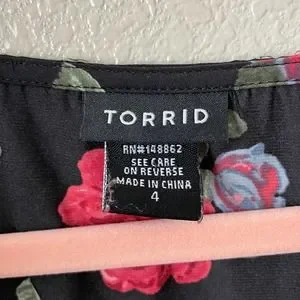 TORRID
RN#148862
SEE CARE
ON REVERSE
MADE IN CHINA
4